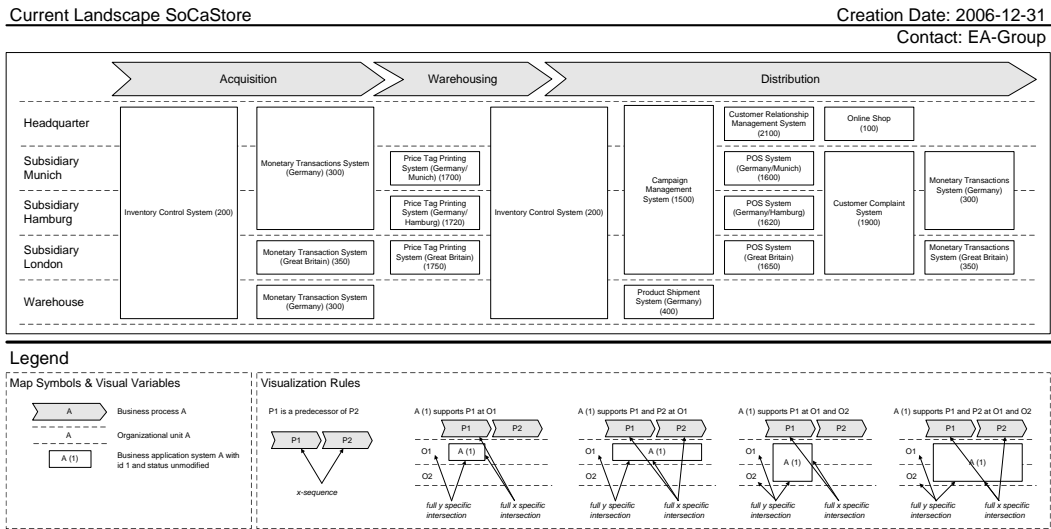 Current Landscape SoCaStore
Creation Date: 2006-12-31
Contact: EA-Group
Acquisition
Warehousing
Distribution
Headquarter
Subsidiary
Munich
Subsidiary
Hamburg
Subsidiary
London
Warehouse
Inventory Control System (200)
Monetary Transactions System
(Germany) (300)
Monetary Transaction System
(Great Britain) (350)
Monetary Transaction System
(Germany) (300)
Price Tag Printing
System (Germany/
Munich) (1700)
Price Tag Printing
System (Germany/
Hamburg) (1720)
Price Tag Printing
System (Great Britain)
(1750)
Inventory Control System (200)
Campaign
Management
System (1500)
Product Shipment
System (Germany)
(400)
Customer Relationship
Management System
(2100)
POS System
(Germany/Munich)
(1600)
POS System
(Germany/Hamburg)
(1620)
POS System
(Great Britain)
(1650)
Online Shop
(100)
Customer Complaint
System
(1900)
Monetary Transactions
System (Germany)
(300)
Monetary Transactions
System (Great Britain)
(350)
Legend
Map Symbols & Visual Variables
A
Business process A
A
Organizational unit A
A (1)
Business application system A with
id 1 and status unmodified
Visualization Rules
P1 is a predecessor of P2
P1
P2
x-sequence
A (1) supports P1 at O1
P1
P2
O1
A (1)
O2
full y specific
intersection
full x specific
intersection
A (1) supports P1 and P2 at O1
P1
P2
O1
A (1)
O2
full y specific
intersection
full x specific
intersection
A (1) supports P1 at O1 and O2
P1
P2
O1
A (1)
O2
full y specific
intersection
full x specific
intersection
A (1) supports P1 and P2 at O1 and O2
P1
P2
O1
A (1)
O2
full y specific
intersection
full x specific
intersection